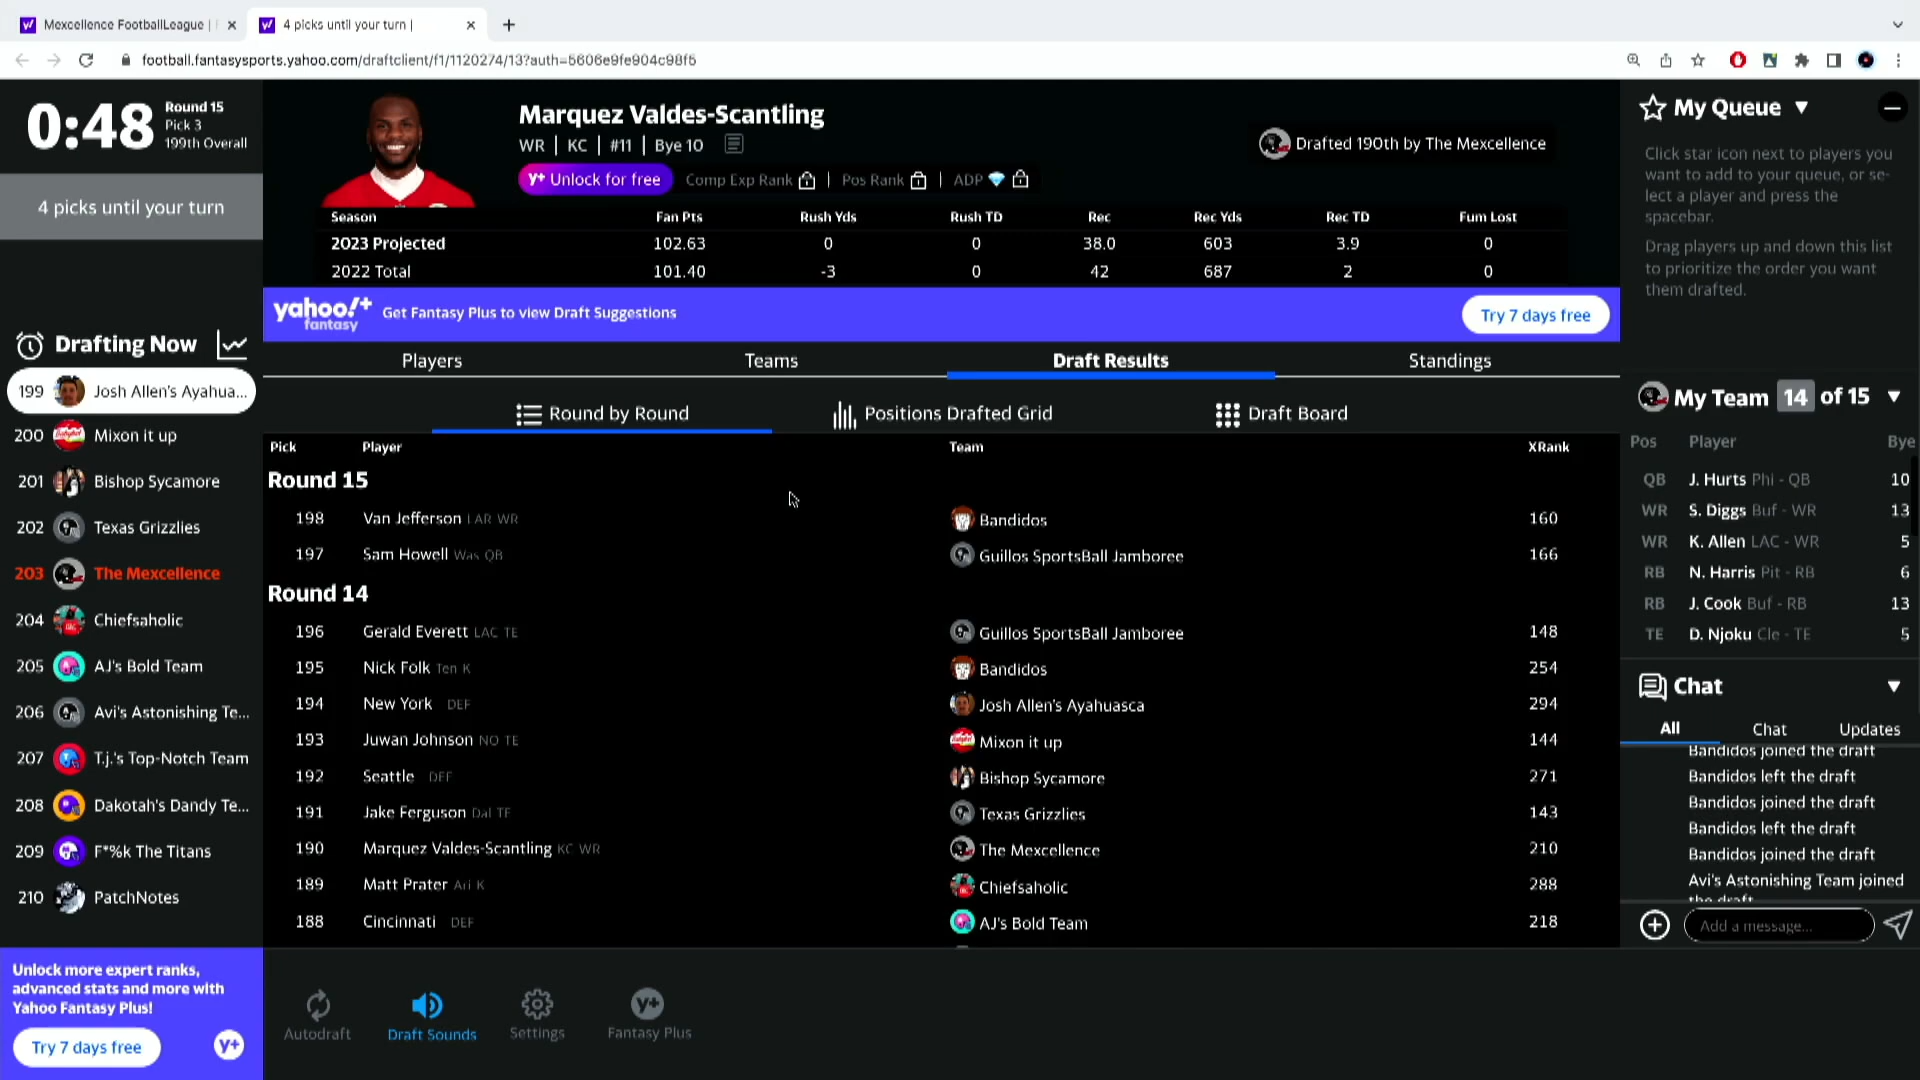 Mexcellence FootballLeague |
4 picks until your turn |
football.fantasysports.yahoo.com/draftclient/f1/1120274/13?auth=5606e9fe904c98f5
0:48
Round 15
Pick 3
199th Overall
4 picks until your turn
Drafting Now
199 Josh Allen's Ayahua...
200 Mixon it up
201 Bishop Sycamore
202 Texas Grizzlies
203 The Mexcellence
204 Chiefsaholic
205 AJ's Bold Team
206 Avi's Astonishing Te...
207 T.j.'s Top-Notch Team
208 Dakotah's Dandy Te...
209 F*%k The Titans
210 PatchNotes
Unlock more expert ranks,
advanced stats and more with
Yahoo Fantasy Plus!
Try 7 days free
y+
Marquez Valdes-Scantling
WR | KC | #11 | Bye 10
Drafted 190th by The Mexcellence
y+ Unlock for free Comp Exp Rank | Pos Rank | ADP
Season Fan Pts Rush Yds Rush TD Rec Rec Yds Rec TD Fum Lost
2023 Projected 102.63 0 0 38.0 603 3.9 0
2022 Total 101.40 -3 0 42 687 2 0
yahoo!+
fantasy
Get Fantasy Plus to view Draft Suggestions
Try 7 days free
Players Teams Draft Results Standings
Round by Round Positions Drafted Grid Draft Board
Pick Player Team XRank
Round 15
198 Van Jefferson LAR WR Bandidos 160
197 Sam Howell Was QB Guillos SportsBall Jamboree 166
Round 14
196 Gerald Everett LAC TE Guillos SportsBall Jamboree 148
195 Nick Folk Ten K Bandidos 254
194 New York DEF Josh Allen's Ayahuasca 294
193 Juwan Johnson NO TE Mixon it up 144
192 Seattle DEF Bishop Sycamore 271
191 Jake Ferguson Dal TE Texas Grizzlies 143
190 Marquez Valdes-Scantling KC WR The Mexcellence 210
189 Matt Prater Ari K Chiefsaholic 288
188 Cincinnati DEF AJ's Bold Team 218
Autodraft Draft Sounds Settings Fantasy Plus
y+
My Queue
Click star icon next to players you
want to add to your queue, or se-
lect a player and press the
spacebar.
Drag players up and down this list
to prioritize the order you want
them drafted.
My Team 14 of 15
Pos Player Bye
QB J. Hurts Phi - QB 10
WR S. Diggs Buf - WR 13
WR K. Allen LAC - WR 5
RB N. Harris Pit - RB 6
RB J. Cook Buf - RB 13
TE D. Njoku Cle - TE 5
Chat
All Chat Updates
Bandidos joined the draft
Bandidos left the draft
Bandidos joined the draft
Bandidos left the draft
Bandidos joined the draft
Avi's Astonishing Team joined
the draft
Add a message...